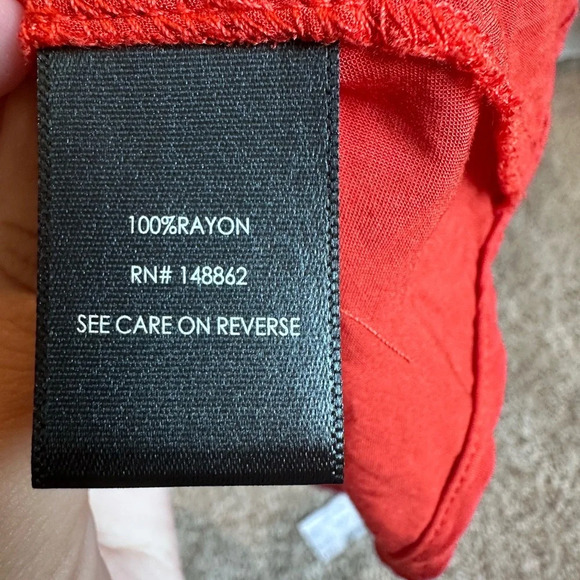 100%RAYON
RN# 148862
SEE CARE ON REVERSE